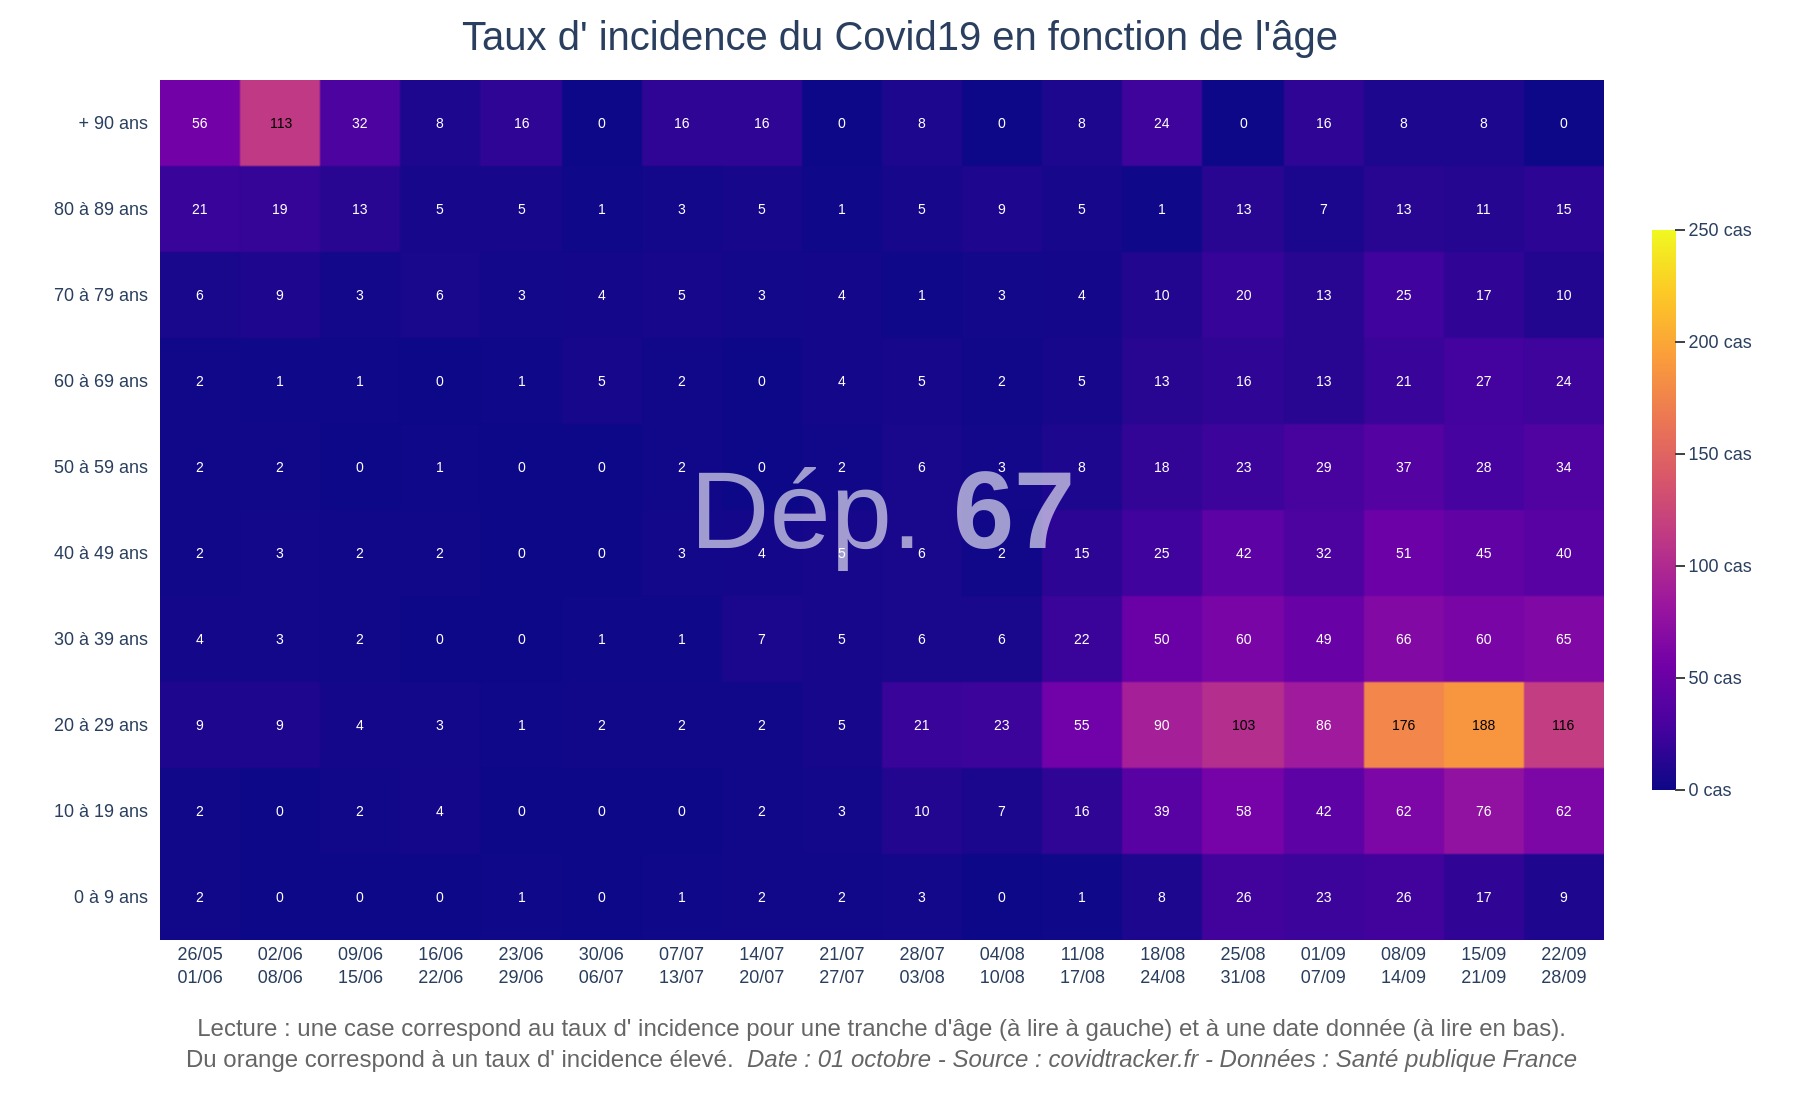 Taux d' incidence du Covid19 en fonction de l'âge
+ 90 ans 56 113 32 8 16 0 16 16 0 8 0 8 24 0 16 8 8 0
80 à 89 ans 21 19 13 5 5 1 3 5 1 5 9 5 1 13 7 13 11 15
250 cas
70 à 79 ans 6 9 3 6 3 4 5 3 4 1 3 4 10 20 13 25 17 10
200 cas
60 à 69 ans 2 1 1 0 1 5 2 0 4 5 2 5 13 16 13 21 27 24
150 cas
50 à 59 ans 2 2 0 1 0 0 2 0 2 6 3 8 18 23 29 37 28 34
Dép. 67
40 à 49 ans 2 3 2 2 0 0 3 4 5 6 2 15 25 42 32 51 45 40
100 cas
30 à 39 ans 4 3 2 0 0 1 1 7 5 6 6 22 50 60 49 66 60 65
50 cas
20 à 29 ans 9 9 4 3 1 2 2 2 5 21 23 55 90 103 86 176 188 116
0 cas
10 à 19 ans 2 0 2 4 0 0 0 2 3 10 7 16 39 58 42 62 76 62
0 à 9 ans 2 0 0 0 1 0 1 2 2 3 0 1 8 26 23 26 17 9
26/05 02/06 09/06 16/06 23/06 30/06 07/07 14/07 21/07 28/07 04/08 11/08 18/08 25/08 01/09 08/09 15/09 22/09
01/06 08/06 15/06 22/06 29/06 06/07 13/07 20/07 27/07 03/08 10/08 17/08 24/08 31/08 07/09 14/09 21/09 28/09
Lecture : une case correspond au taux d' incidence pour une tranche d'âge (à lire à gauche) et à une date donnée (à lire en bas).
Du orange correspond à un taux d' incidence élevé. Date : 01 octobre - Source : covidtracker.fr - Données : Santé publique France